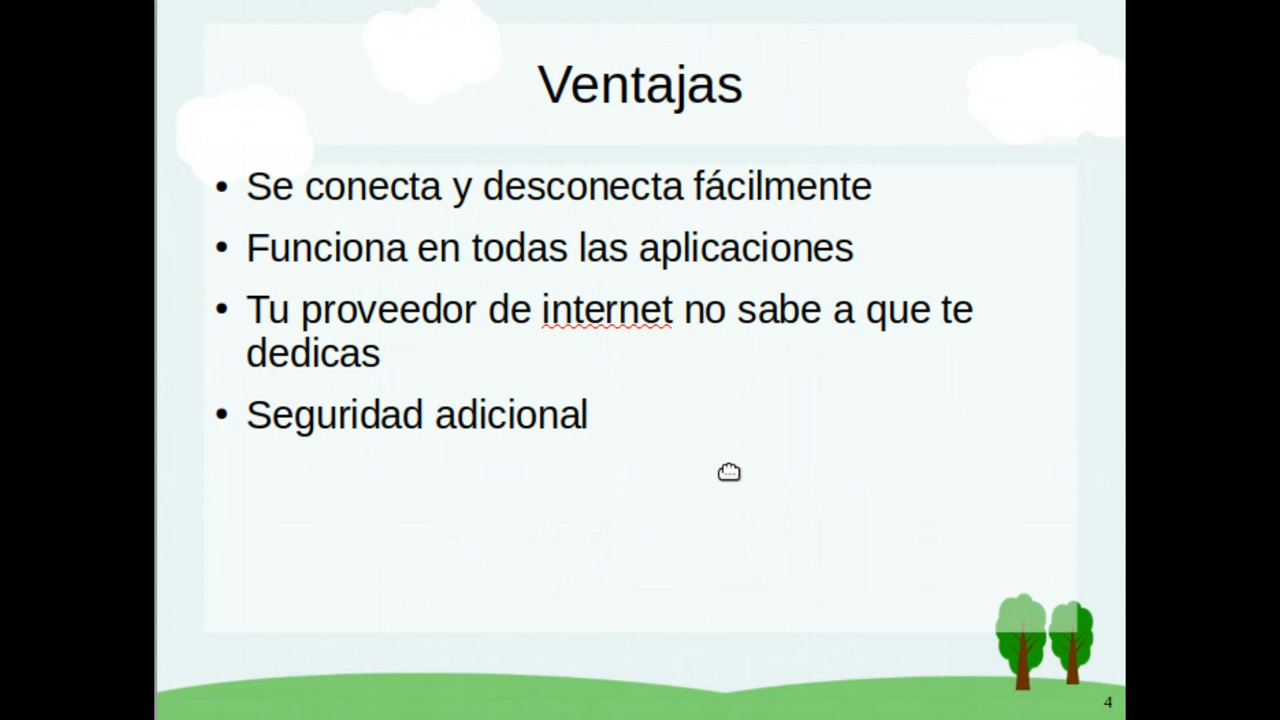 Ventajas
• Se conecta y desconecta fácilmente
• Funciona en todas las aplicaciones
• Tu proveedor de internet no sabe a que te
dedicas
• Seguridad adicional
4